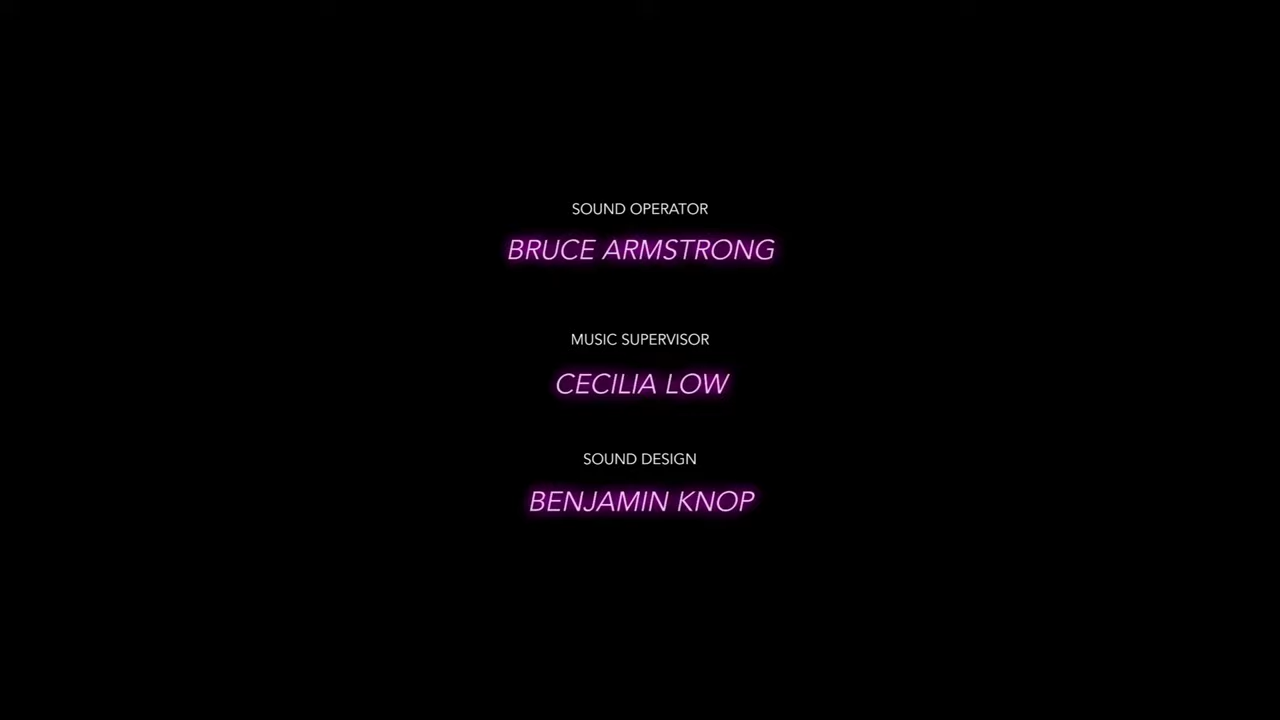 SOUND OPERATOR
BRUCE ARMSTRONG
MUSIC SUPERVISOR
CECILIA LOW
SOUND DESIGN
BENJAMIN KNOP